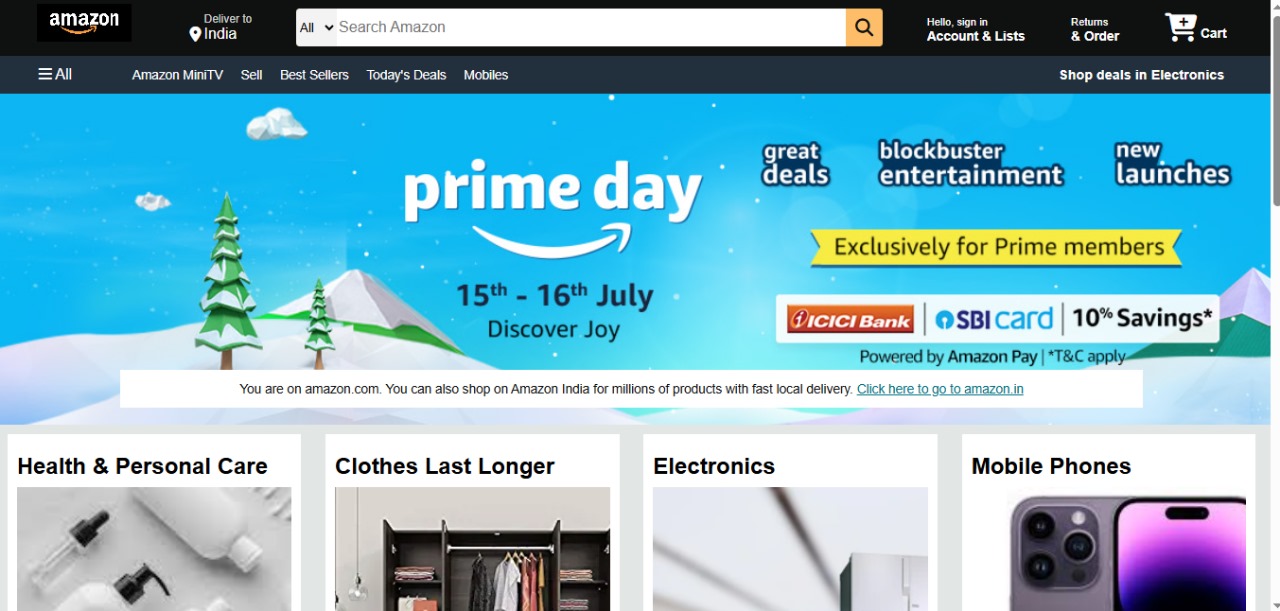 amazon
Deliver to
India
All
Search Amazon
Hello, sign in
Account & Lists
Returns
& Order
Cart
All
Amazon MiniTV
Sell
Best Sellers
Today's Deals
Mobiles
Shop deals in Electronics
prime day
15th - 16th July
Discover Joy
great
deals
blockbuster
entertainment
new
launches
Exclusively for Prime members
ICICI Bank
SBI card
10% Savings*
Powered by Amazon Pay | *T&C apply
You are on amazon.com. You can also shop on Amazon India for millions of products with fast local delivery. Click here to go to amazon.in
Health & Personal Care
Clothes Last Longer
Electronics
Mobile Phones